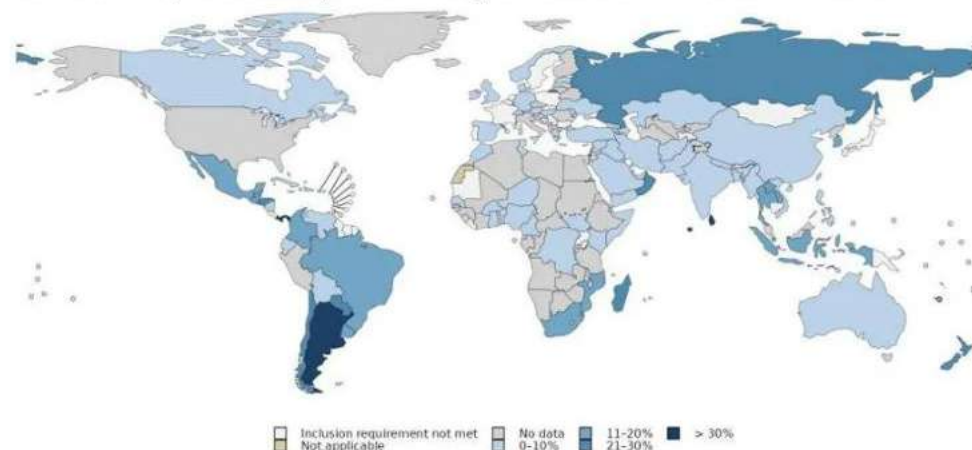 Inclusion requirement not met
Not applicable
No data
0–10%
11–20%
21–30%
> 30%